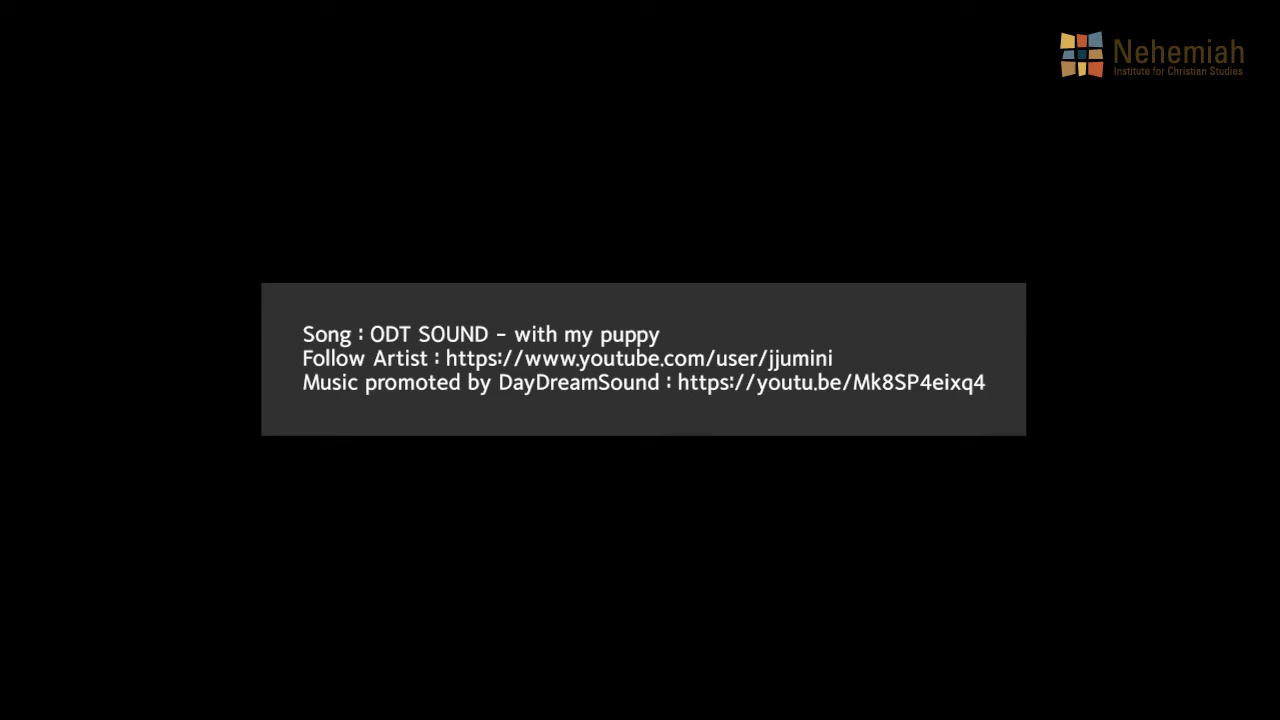 Nehemiah
Institute for Christian Studies
Song : ODT SOUND - with my puppy
Follow Artist : https://www.youtube.com/user/jjumini
Music promoted by DayDreamSound : https://youtu.be/Mk8SP4eixq4